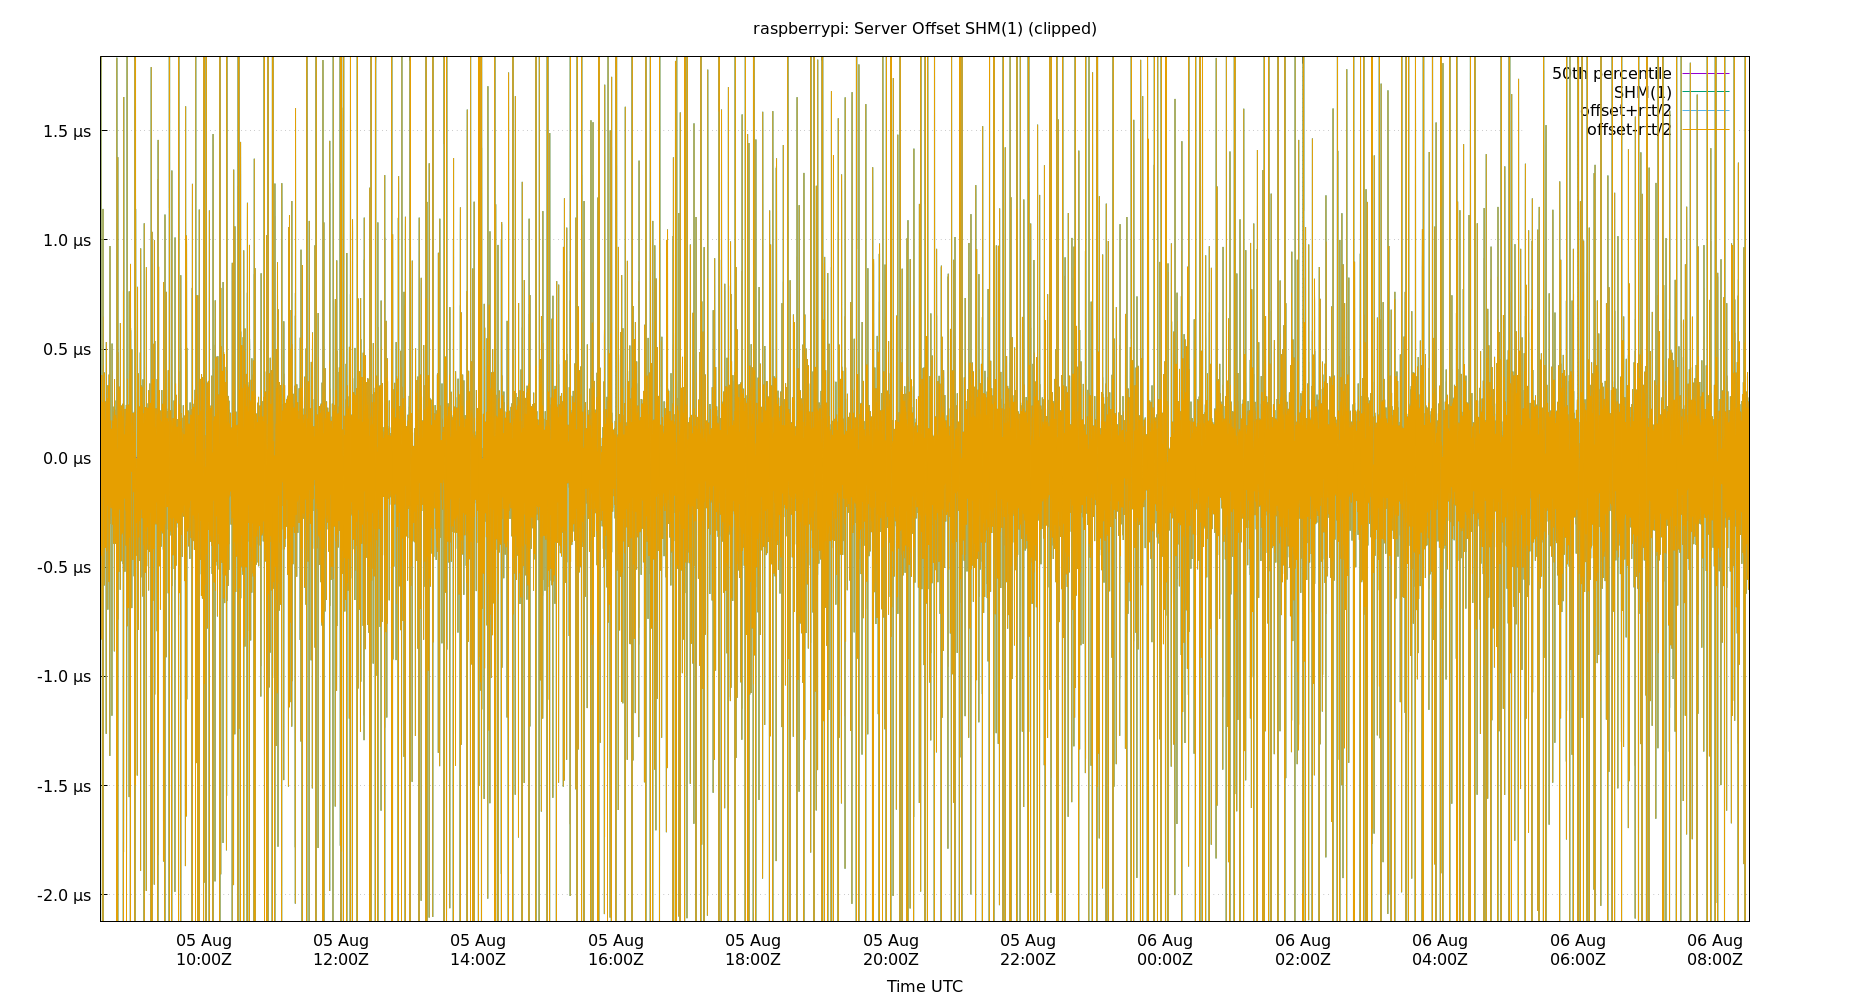 raspberrypi: Server Offset SHM(1) (clipped)
50th percentile
SHM(1)
offset+rtt/2
offset-rtt/2
1.5 µs
1.0 µs
0.5 µs
0.0 µs
-0.5 µs
-1.0 µs
-1.5 µs
-2.0 µs
05 Aug 05 Aug 05 Aug 05 Aug 05 Aug 05 Aug 05 Aug 06 Aug 06 Aug 06 Aug 06 Aug 06 Aug
10:00Z 12:00Z 14:00Z 16:00Z 18:00Z 20:00Z 22:00Z 00:00Z 02:00Z 04:00Z 06:00Z 08:00Z
Time UTC